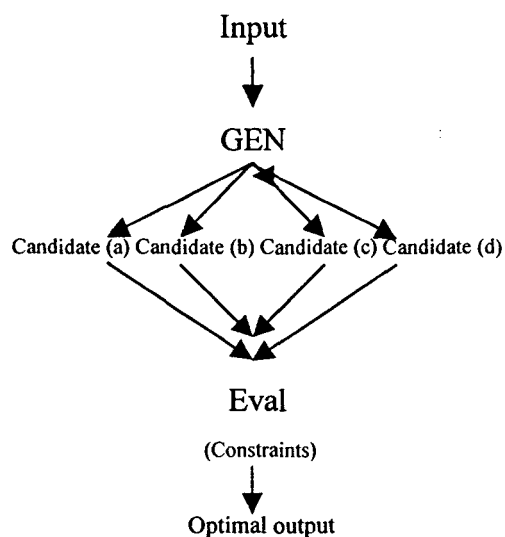 Input
GEN
Candidate (a) Candidate (b) Candidate (c) Candidate (d)
Eval
(Constraints)
Optimal output